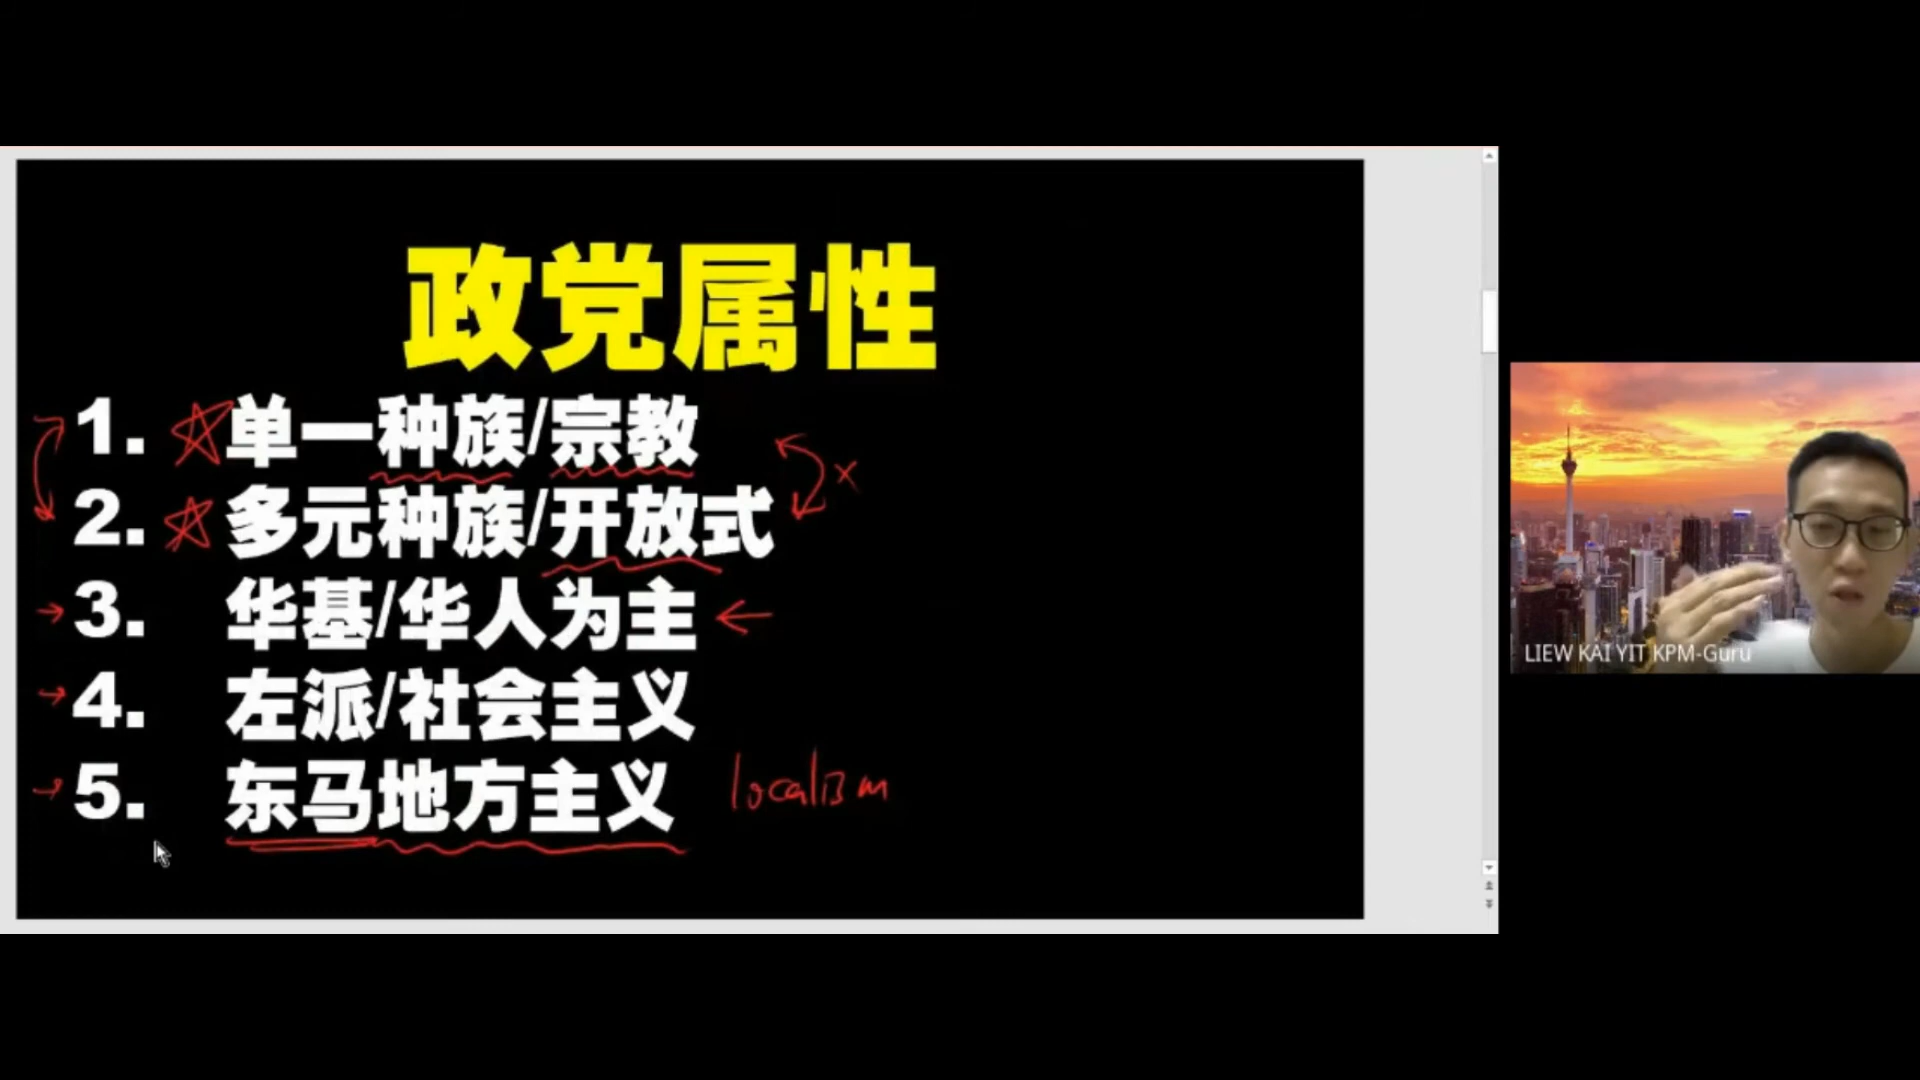 政党属性
1. 单一种族/宗教
2. 多元种族/开放式
x
3. 华基/华人为主
4. 左派/社会主义
5. 东马地方主义 localism
LIEW KAI YIT KPM-Guru